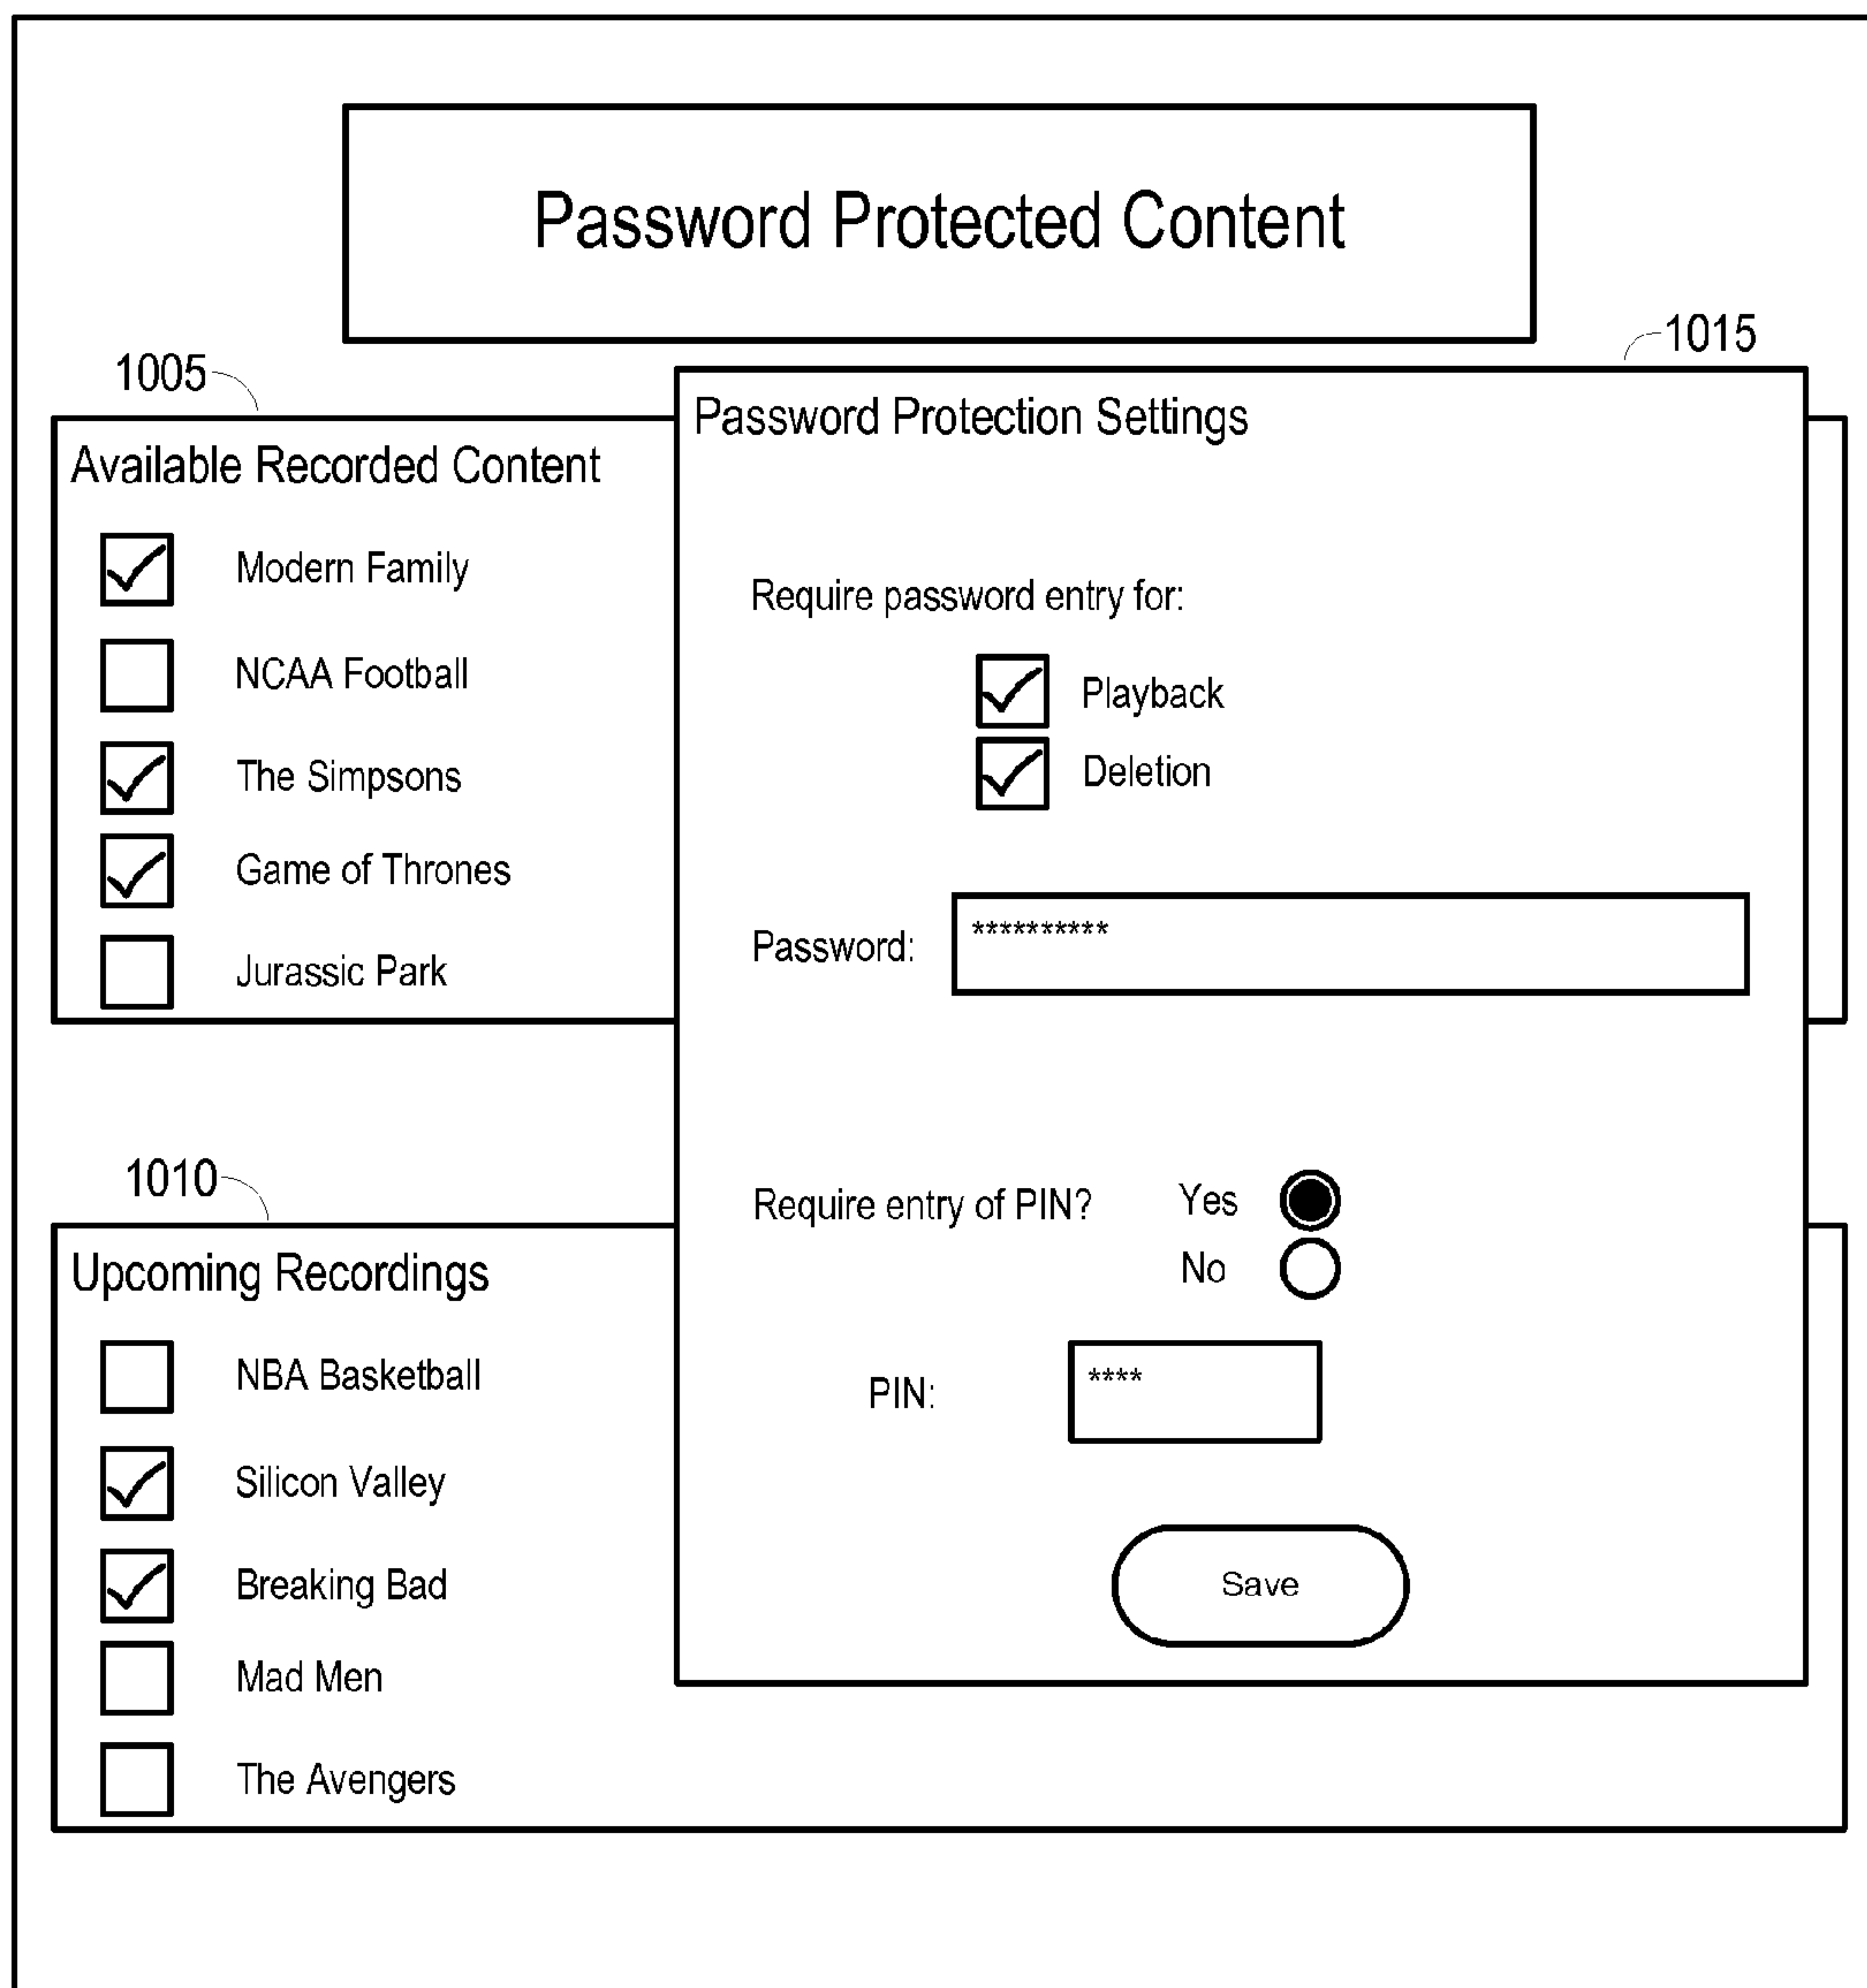 Password Protected Content
1005
Available Recorded Content
Modern Family
NCAA Football
The Simpsons
Game of Thrones
Jurassic Park
1015
Password Protection Settings
Require password entry for:
Playback
Deletion
Password: **********
Require entry of PIN? Yes
No
PIN: ****
Save
1010
Upcoming Recordings
NBA Basketball
Silicon Valley
Breaking Bad
Mad Men
The Avengers